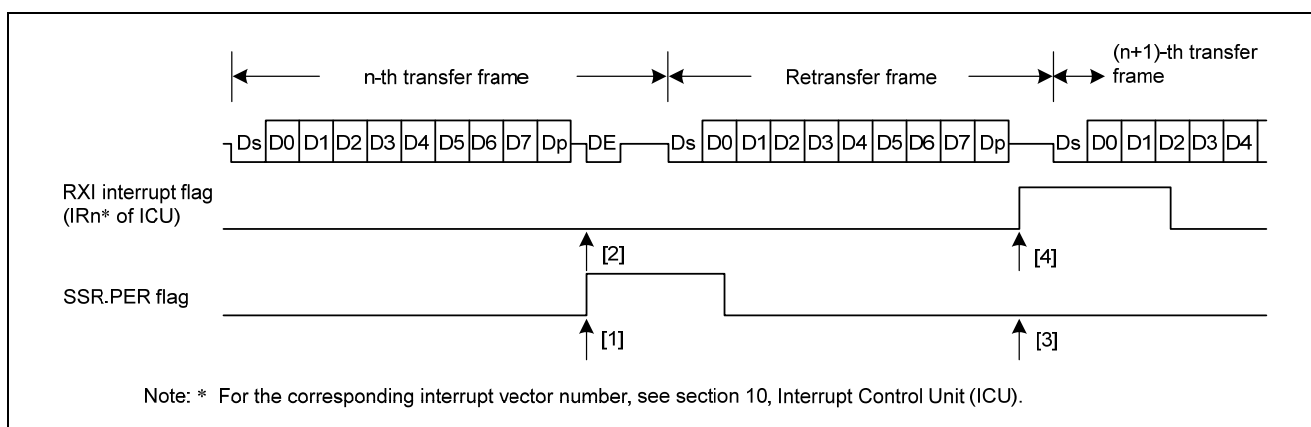 (n+1)-th transfer
frame
n-th transfer frame
Retransfer frame
Ds D0 D1 D2 D3 D4 D5 D6 D7 Dp DE Ds D0 D1 D2 D3 D4 D5 D6 D7 Dp Ds D0 D1 D2 D3 D4
RXI interrupt flag
(IRn* of ICU)
[2] [4]
SSR.PER flag
[1] [3]
Note: * For the corresponding interrupt vector number, see section 10, Interrupt Control Unit (ICU).